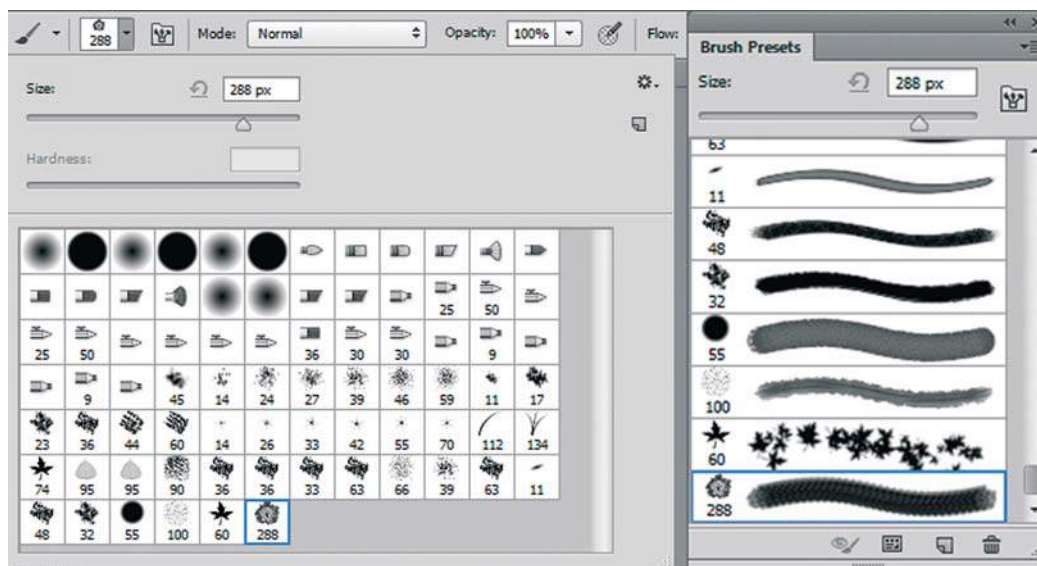 288 Mode: Normal Opacity: 100% Flow:
Size: 288 px
Hardness:
25 50
25 50 36 30 30 9
9 45 14 24 27 39 46 59 11 17
23 36 44 60 14 26 33 42 55 70 112 134
74 95 95 90 36 36 33 63 66 39 63 11
48 32 55 100 60 288
Brush Presets
Size: 288 px
63
11
48
32
55
100
60
288